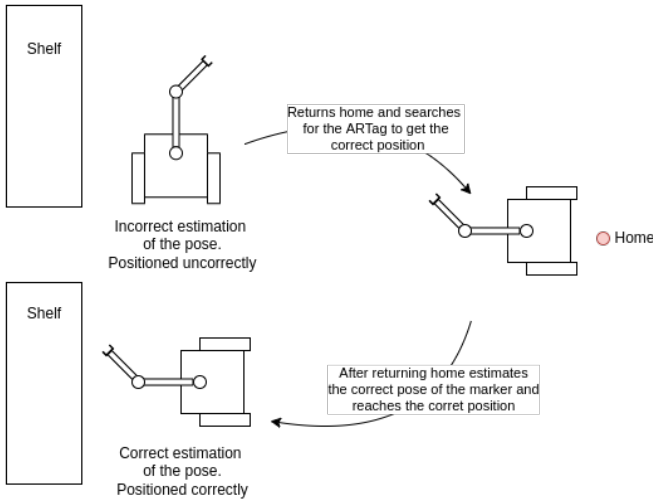 Shelf
Returns home and searches
for the ARTag to get the
correct position
Incorrect estimation
of the pose.
Positioned uncorrectly
Home
Shelf
After returning home estimates
the correct pose of the marker and
reaches the corret position
Correct estimation
of the pose.
Positioned correctly